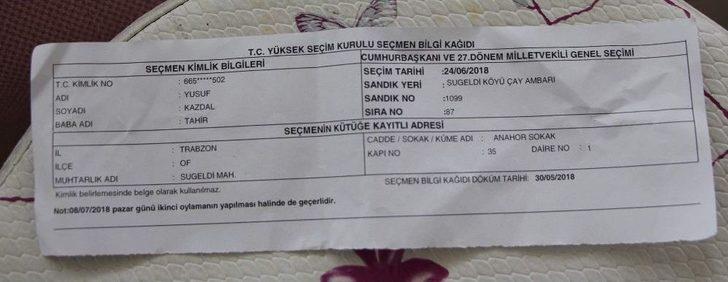 T.C. YÜKSEK SEÇİM KURULU SEÇMEN BİLGİ KAĞIDI
SEÇMEN KİMLİK BİLGİLERİ
T.C. KİMLİK NO : 665*****502
ADI : YUSUF
SOYADI : KAZDAL
BABA ADI : TAHİR
CUMHURBAŞKANI VE 27.DÖNEM MİLLETVEKİLİ GENEL SEÇİMİ
SEÇİM TARİHİ :24/06/2018
SANDIK YERİ : SUGELDİ KÖYÜ ÇAY AMBARI
SANDIK NO :1099
SIRA NO :87
SEÇMENİN KÜTÜĞE KAYITLI ADRESİ
İL : TRABZON
İLÇE : OF
MUHTARLIK ADI : SUGELDİ MAH.
CADDE / SOKAK / KÜME ADI : ANAHOR SOKAK
KAPI NO : 35 DAİRE NO : 1
Kimlik belirlemesinde belge olarak kullanılmaz.
SEÇMEN BİLGİ KAĞIDI DÖKÜM TARİHİ: 30/05/2018
Not:08/07/2018 pazar günü ikinci oylamanın yapılması halinde de geçerlidir.